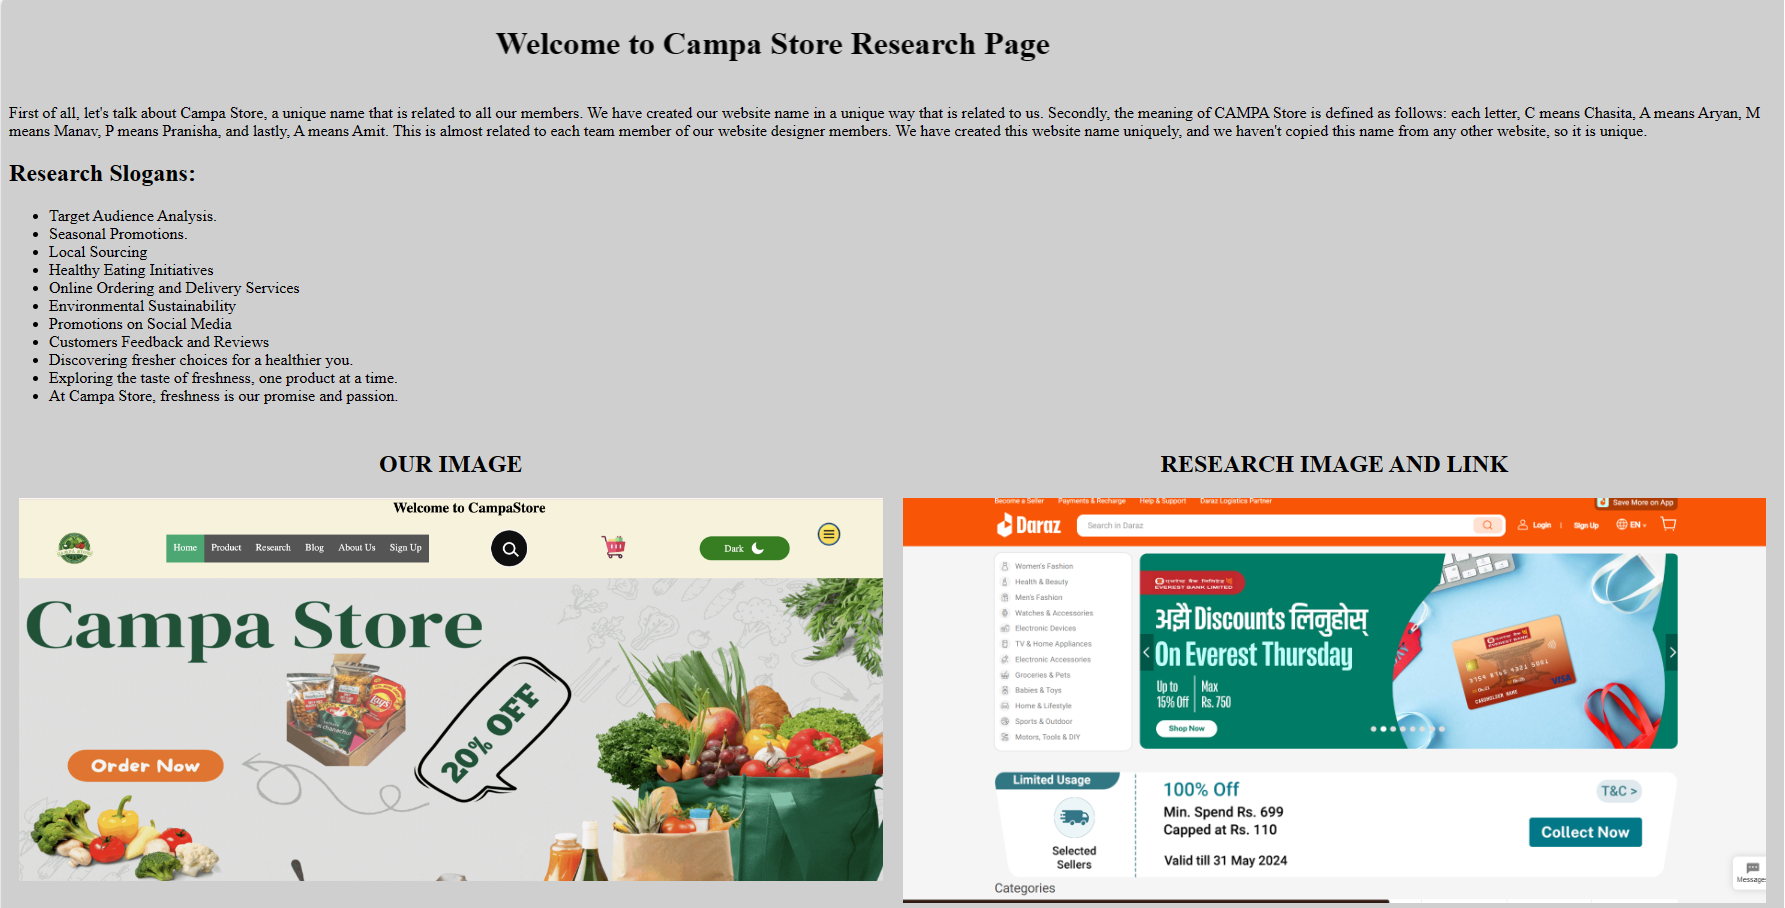 Welcome to Campa Store Research Page
First of all, let's talk about Campa Store, a unique name that is related to all our members. We have created our website name in a unique way that is related to us. Secondly, the meaning of CAMPA Store is defined as follows: each letter, C means Chasita, A means Aryan, M
means Manav, P means Pranisha, and lastly, A means Amit. This is almost related to each team member of our website designer members. We have created this website name uniquely, and we haven't copied this name from any other website, so it is unique.
Research Slogans:
• Target Audience Analysis.
• Seasonal Promotions.
• Local Sourcing
• Healthy Eating Initiatives
• Online Ordering and Delivery Services
• Environmental Sustainability
• Promotions on Social Media
• Customers Feedback and Reviews
• Discovering fresher choices for a healthier you.
• Exploring the taste of freshness, one product at a time.
• At Campa Store, freshness is our promise and passion.
OUR IMAGE
Welcome to CampaStore
Home Product Research Blog About Us Sign Up
Dark
Campa Store
Lay's
20% OFF
Order Now
RESEARCH IMAGE AND LINK
Become a Seller Payments & Recharge Help & Support Daraz Logistics Partner
Save More on App
Daraz
Search in Daraz
Login | Sign Up EN
Women's Fashion
Health & Beauty
Men's Fashion
Watches & Accessories
Electronic Devices
TV & Home Appliances
Electronic Accessories
Groceries & Pets
Babies & Toys
Home & Lifestyle
Sports & Outdoor
Motors, Tools & DIY
EVEREST BANK LIMITED
अझै Discounts लिनुहोस्
On Everest Thursday
Up to
15% Off
Max
Rs. 750
Shop Now
CARDHOLDER NAME
VISA
Limited Usage
Selected
Sellers
100% Off
Min. Spend Rs. 699
Capped at Rs. 110
Valid till 31 May 2024
T&C >
Collect Now
Messages
Categories